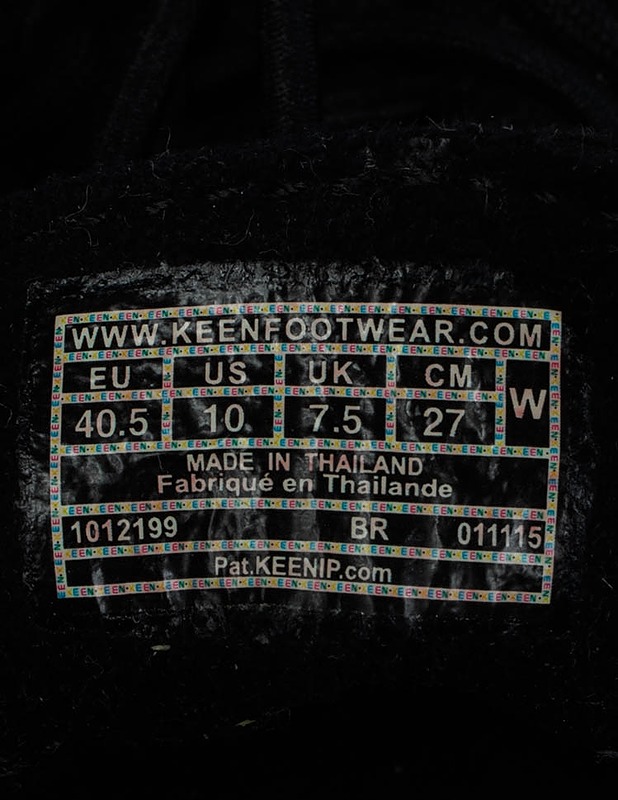 WWW.KEENFOOTWEAR.COM
EU US UK CM W
40.5 10 7.5 27
MADE IN THAILAND
Fabriqué en Thailande
1012199 BR 011115
Pat.KEENIP.com